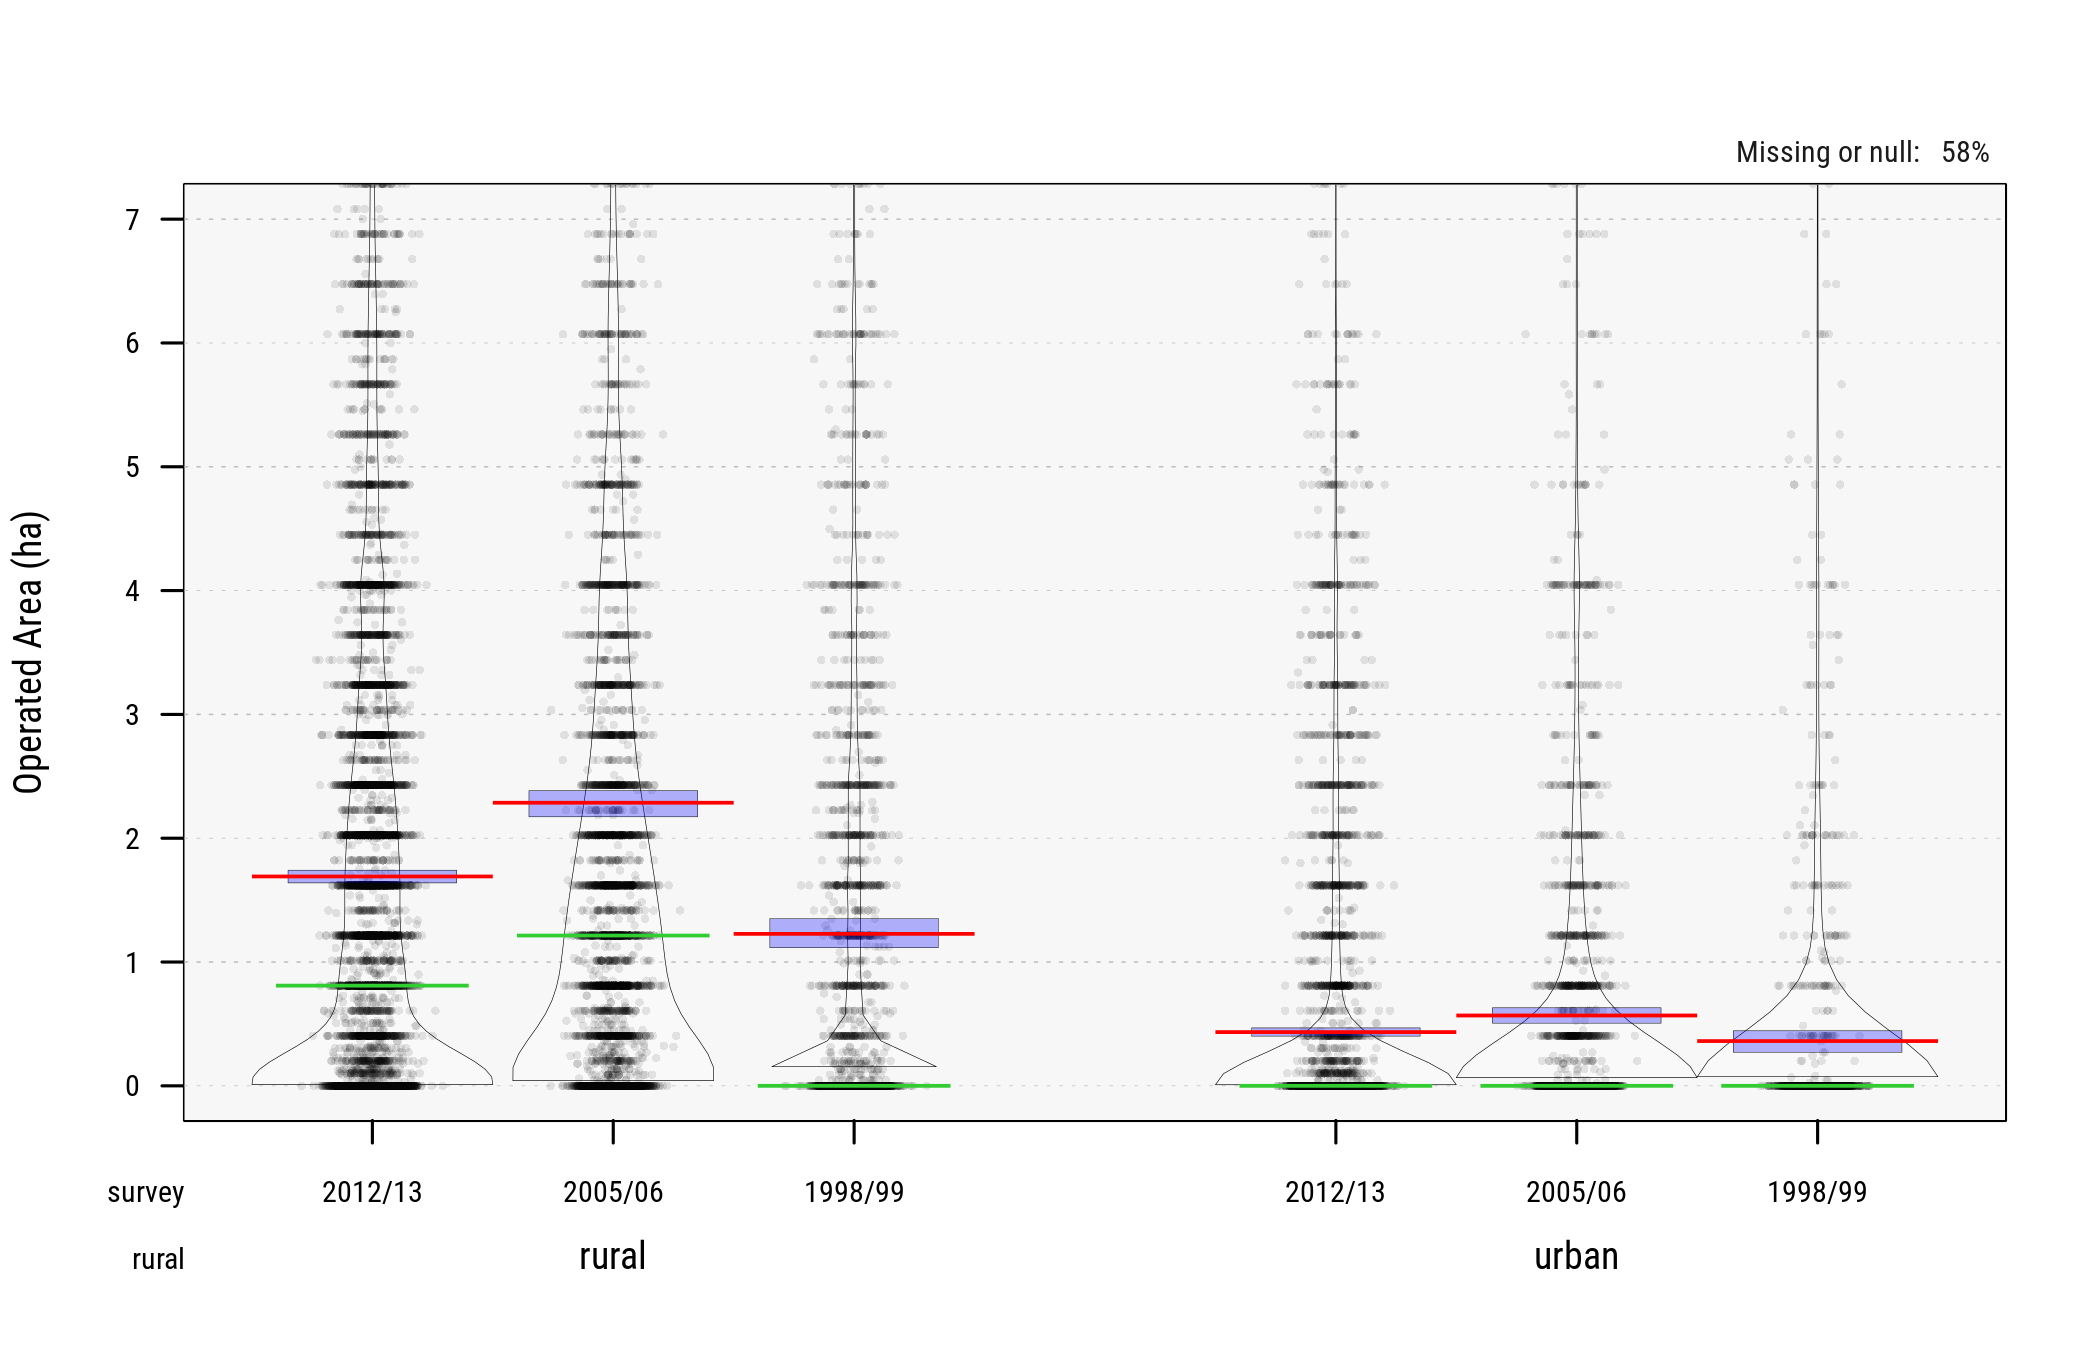 Missing or null: 58%
Operated Area (ha)
7
6
5
4
3
2
1
0
survey 2012/13 2005/06 1998/99 2012/13 2005/06 1998/99
rural rural urban